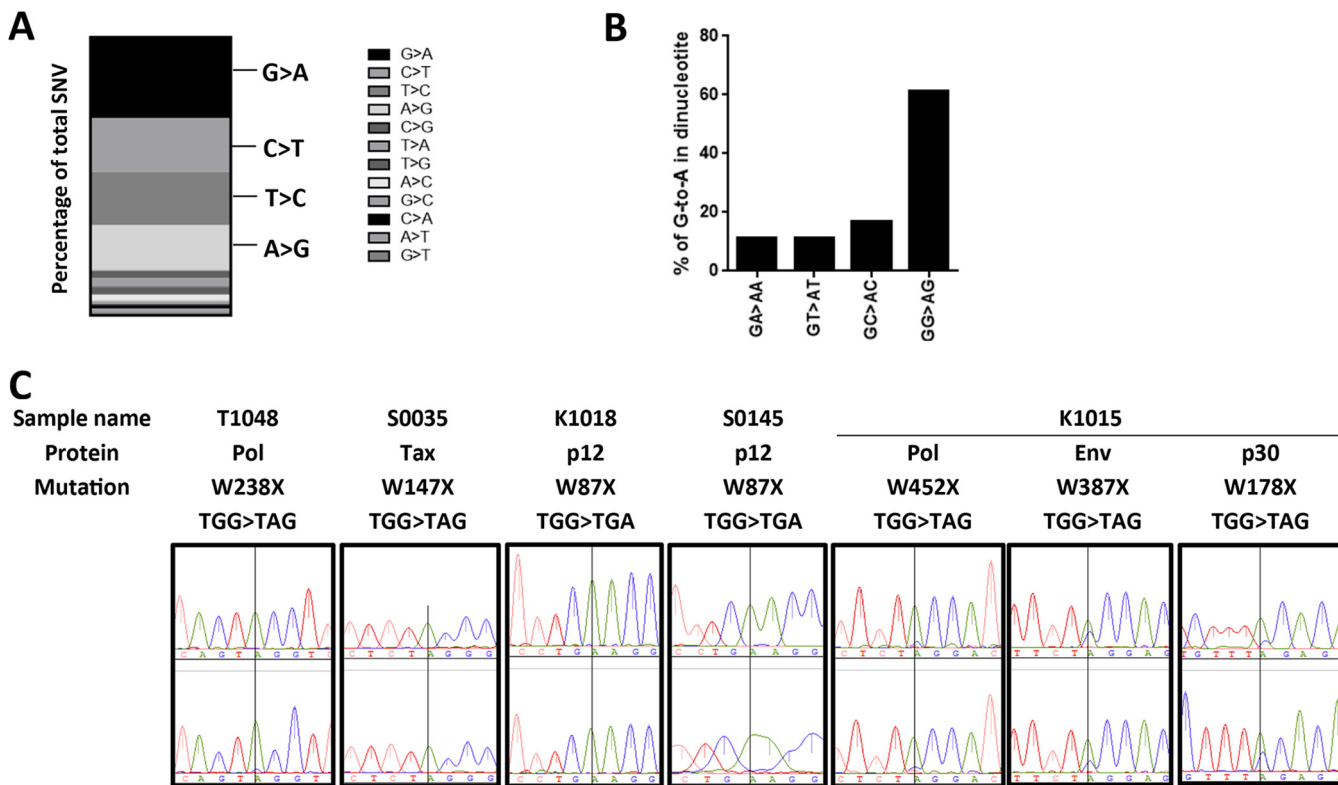 A
Percentage of total SNV
G>A
C>T
T>C
A>G
G>A
C>T
T>C
A>G
C>G
T>A
T>G
A>C
G>C
C>A
A>T
G>T
B
% of G-to-A in dinucleotite
80
60
40
20
0
GA>AA
GT>AT
GC>AC
GG>AG
C
Sample name T1048 S0035 K1018 S0145 K1015
Protein Pol Tax p12 p12 Pol Env p30
Mutation W238X W147X W87X W87X W452X W387X W178X
TGG>TAG TGG>TAG TGG>TGA TGG>TGA TGG>TAG TGG>TAG TGG>TAG
C A G T A G G T C C T C T A G G G C C T G A A G G C C T G A A G G C T C T A G G A C T T C T A G G A G T G T T T A G A G
C A G T A G G T C T C T A G G G C C T G A A G G C T G A A G G C T C T A G G A C T T C T A G G A G G T T T A G A G